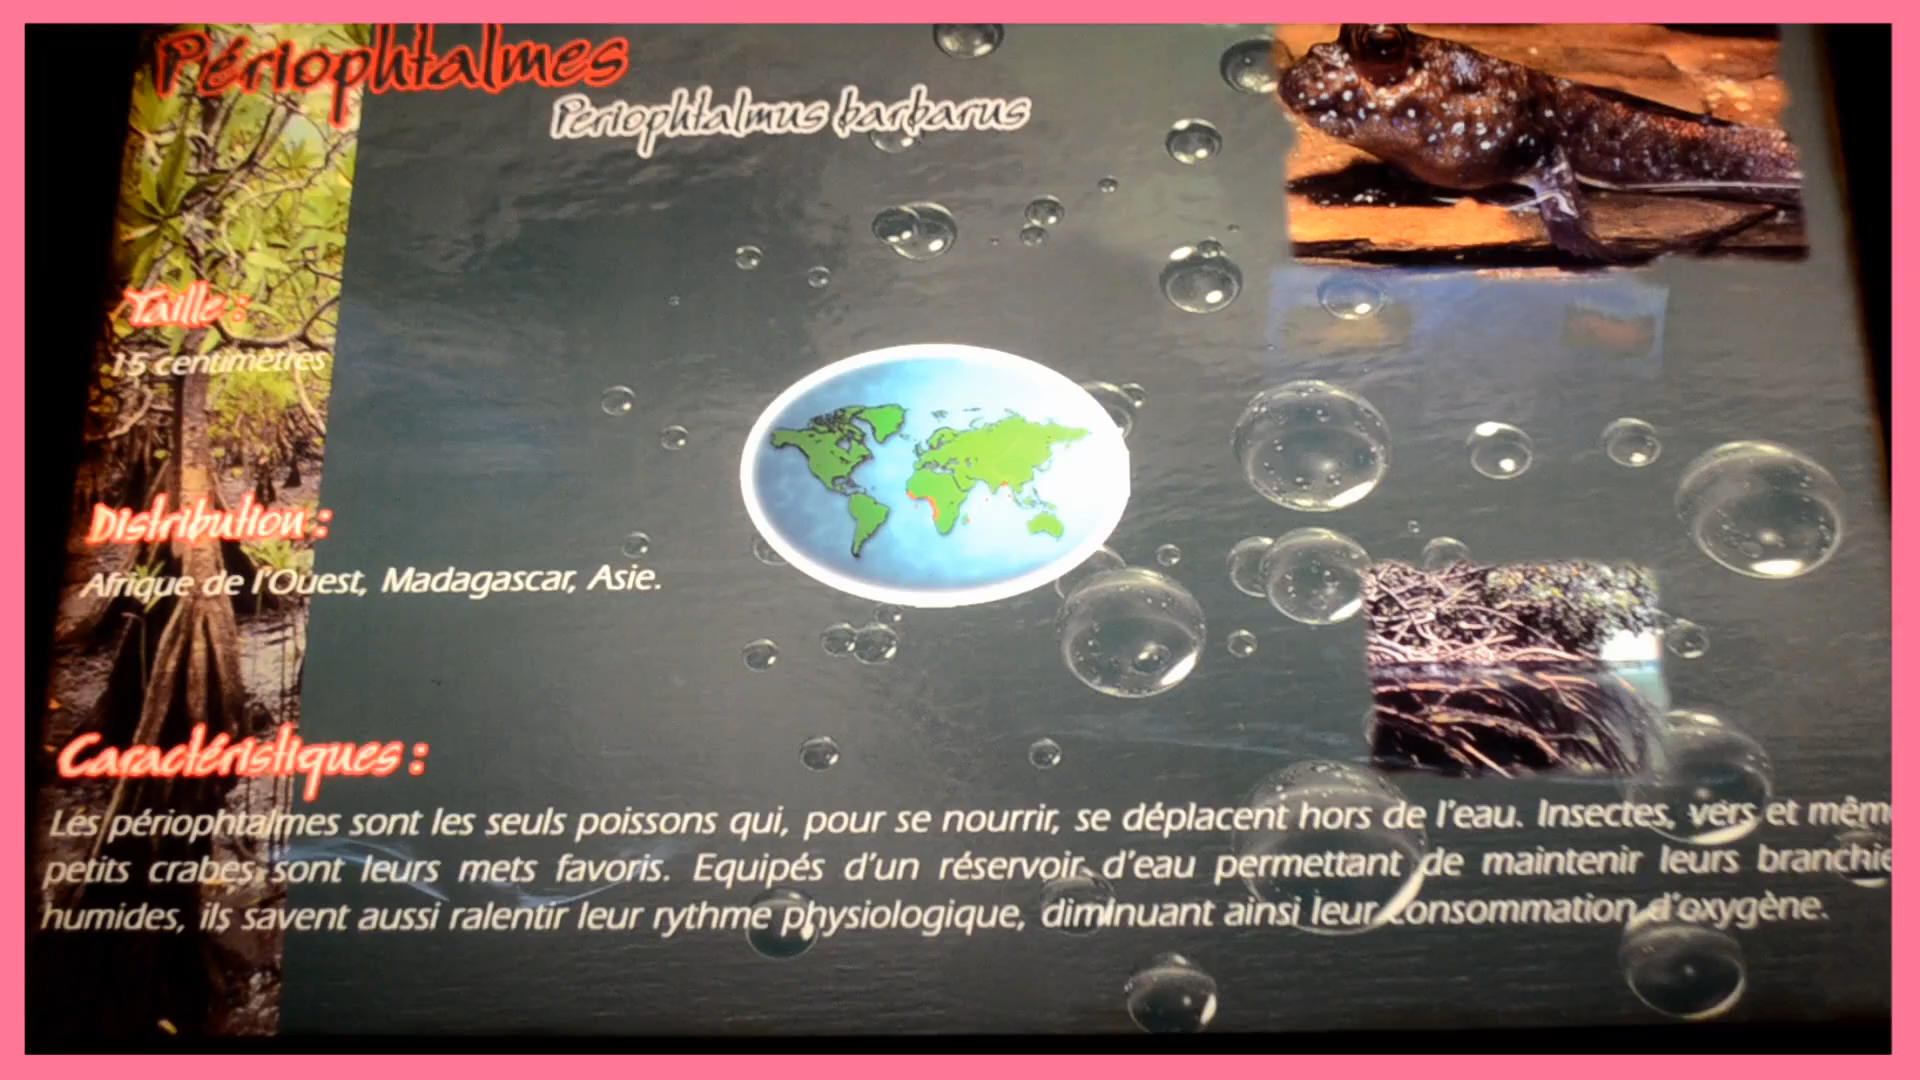 Périophtalmes
Periophtalmus barbarus
Taille :
15 centimètres
Distribution :
Afrique de l'Ouest, Madagascar, Asie.
Caractéristiques :
Les périophtalmes sont les seuls poissons qui, pour se nourrir, se déplacent hors de l'eau. Insectes, vers et mêm
petits crabes sont leurs mets favoris. Equipés d'un réservoir d'eau permettant de maintenir leurs branchie
humides, ils savent aussi ralentir leur rythme physiologique, diminuant ainsi leur consommation d'oxygène.